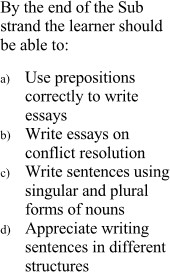 By the end of the Sub
strand the learner should
be able to:
a) Use prepositions
correctly to write
essays
b) Write essays on
conflict resolution
c) Write sentences using
singular and plural
forms of nouns
d) Appreciate writing
sentences in different
structures